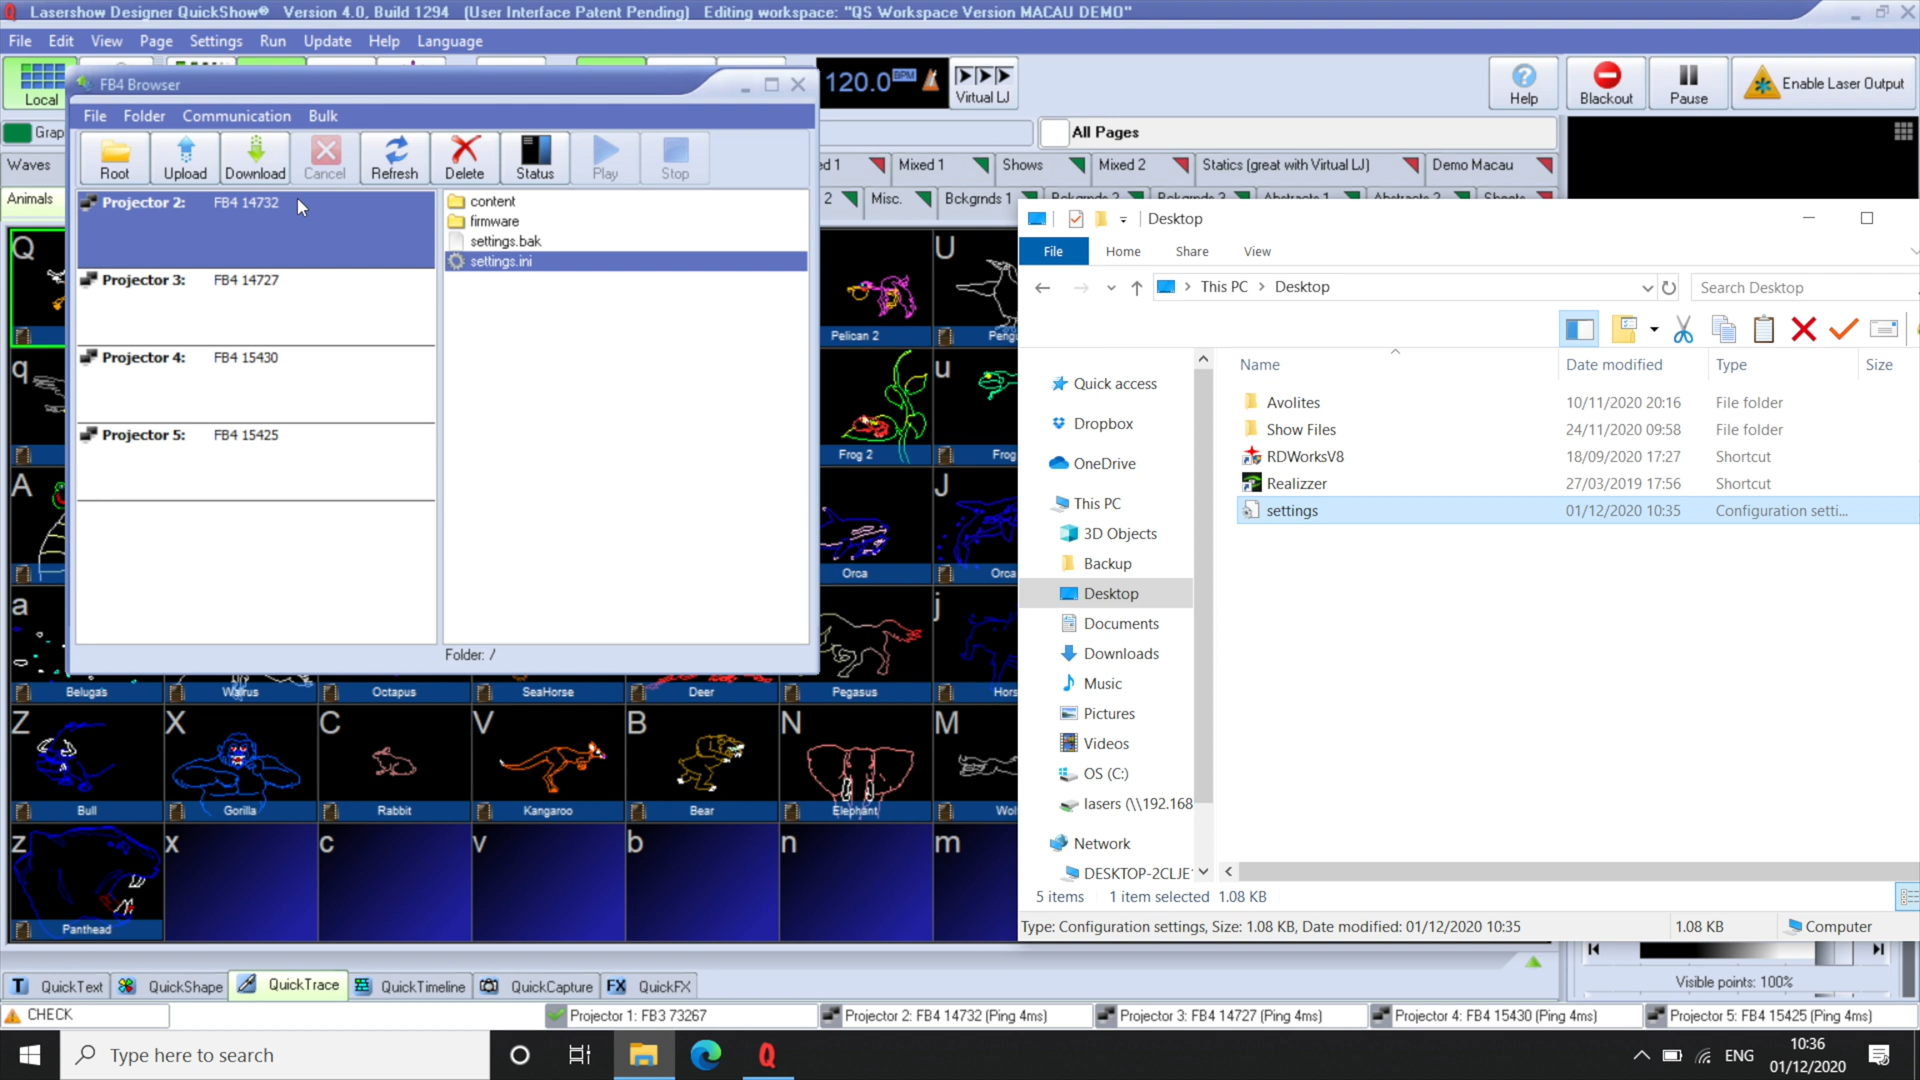 Lasershow Designer QuickShow® Version 4.0, Build 1294 (User Interface Patent Pending) Editing workspace: "QS Workspace Version MACAU DEMO"
File Edit View Page Settings Run Update Help Language
Local
FB4 Browser
File Folder Communication Bulk
Root Upload Download Cancel Refresh Delete Status Play Stop
Projector 2: FB4 14732
Projector 3: FB4 14727
Projector 4: FB4 15430
Projector 5: FB4 15425
content
firmware
settings.bak
settings.ini
Folder: /
120.0 BPM
Virtual LJ
Help
Blackout
Pause
Enable Laser Output
All Pages
Waves
Animals
Mixed 1 Shows Mixed 2 Statics (great with Virtual LJ) Demo Macau
2 Misc. Bckgrnds 1
Desktop
File Home Share View
This PC Desktop
Search Desktop
Name Date modified Type Size
Avolites 10/11/2020 20:16 File folder
Show Files 24/11/2020 09:58 File folder
RDWorksV8 18/09/2020 17:27 Shortcut
Realizzer 27/03/2019 17:56 Shortcut
settings 01/12/2020 10:35 Configuration setti...
Quick access
Dropbox
OneDrive
This PC
3D Objects
Backup
Desktop
Documents
Downloads
Music
Pictures
Videos
OS (C:)
lasers (\\192.168
Network
DESKTOP-2CLJE
5 items 1 item selected 1.08 KB
Type: Configuration settings, Size: 1.08 KB, Date modified: 01/12/2020 10:35 1.08 KB Computer
Q U
Pelican 2
q u
Frog 2 Frog
A J
Orca Orca
a j
Beluga's Walrus Octapus SeaHorse Deer Pegasus
Z X C V B N M
Bull Gorilla Rabbit Kangaroo Bear Elephant
z x c v b n m
Panthead
Visible points: 100%
QuickText QuickShape QuickTrace QuickTimeline QuickCapture FX QuickFX
CHECK
Projector 1: FB3 73267 Projector 2: FB4 14732 (Ping 4ms) Projector 3: FB4 14727 (Ping 4ms) Projector 4: FB4 15430 (Ping 4ms) Projector 5: FB4 15425 (Ping 4ms)
Type here to search
ENG
10:36
01/12/2020